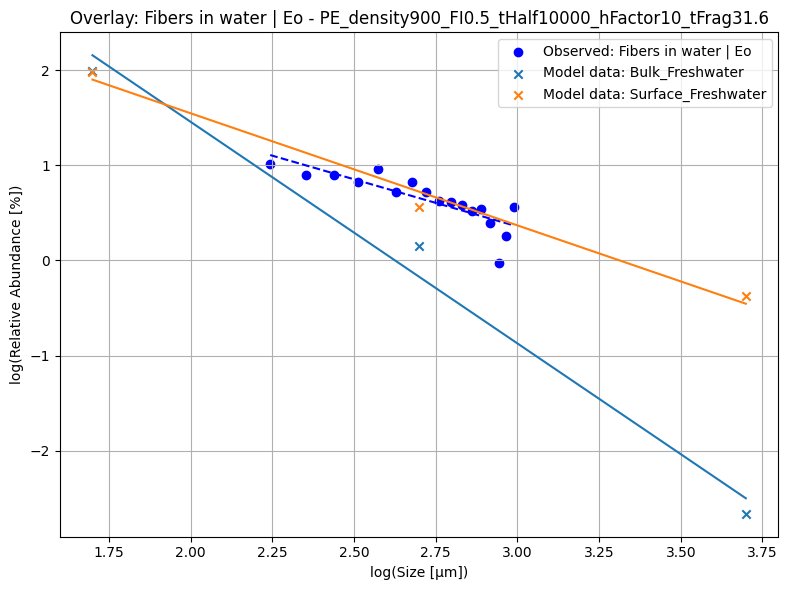 Overlay: Fibers in water | Eo - PE_density900_FI0.5_tHalf10000_hFactor10_tFrag31.6
Observed: Fibers in water | Eo
Model data: Bulk_Freshwater
Model data: Surface_Freshwater
log(Relative Abundance [%])
2
1
0
−1
−2
1.75 2.00 2.25 2.50 2.75 3.00 3.25 3.50 3.75
log(Size [μm])